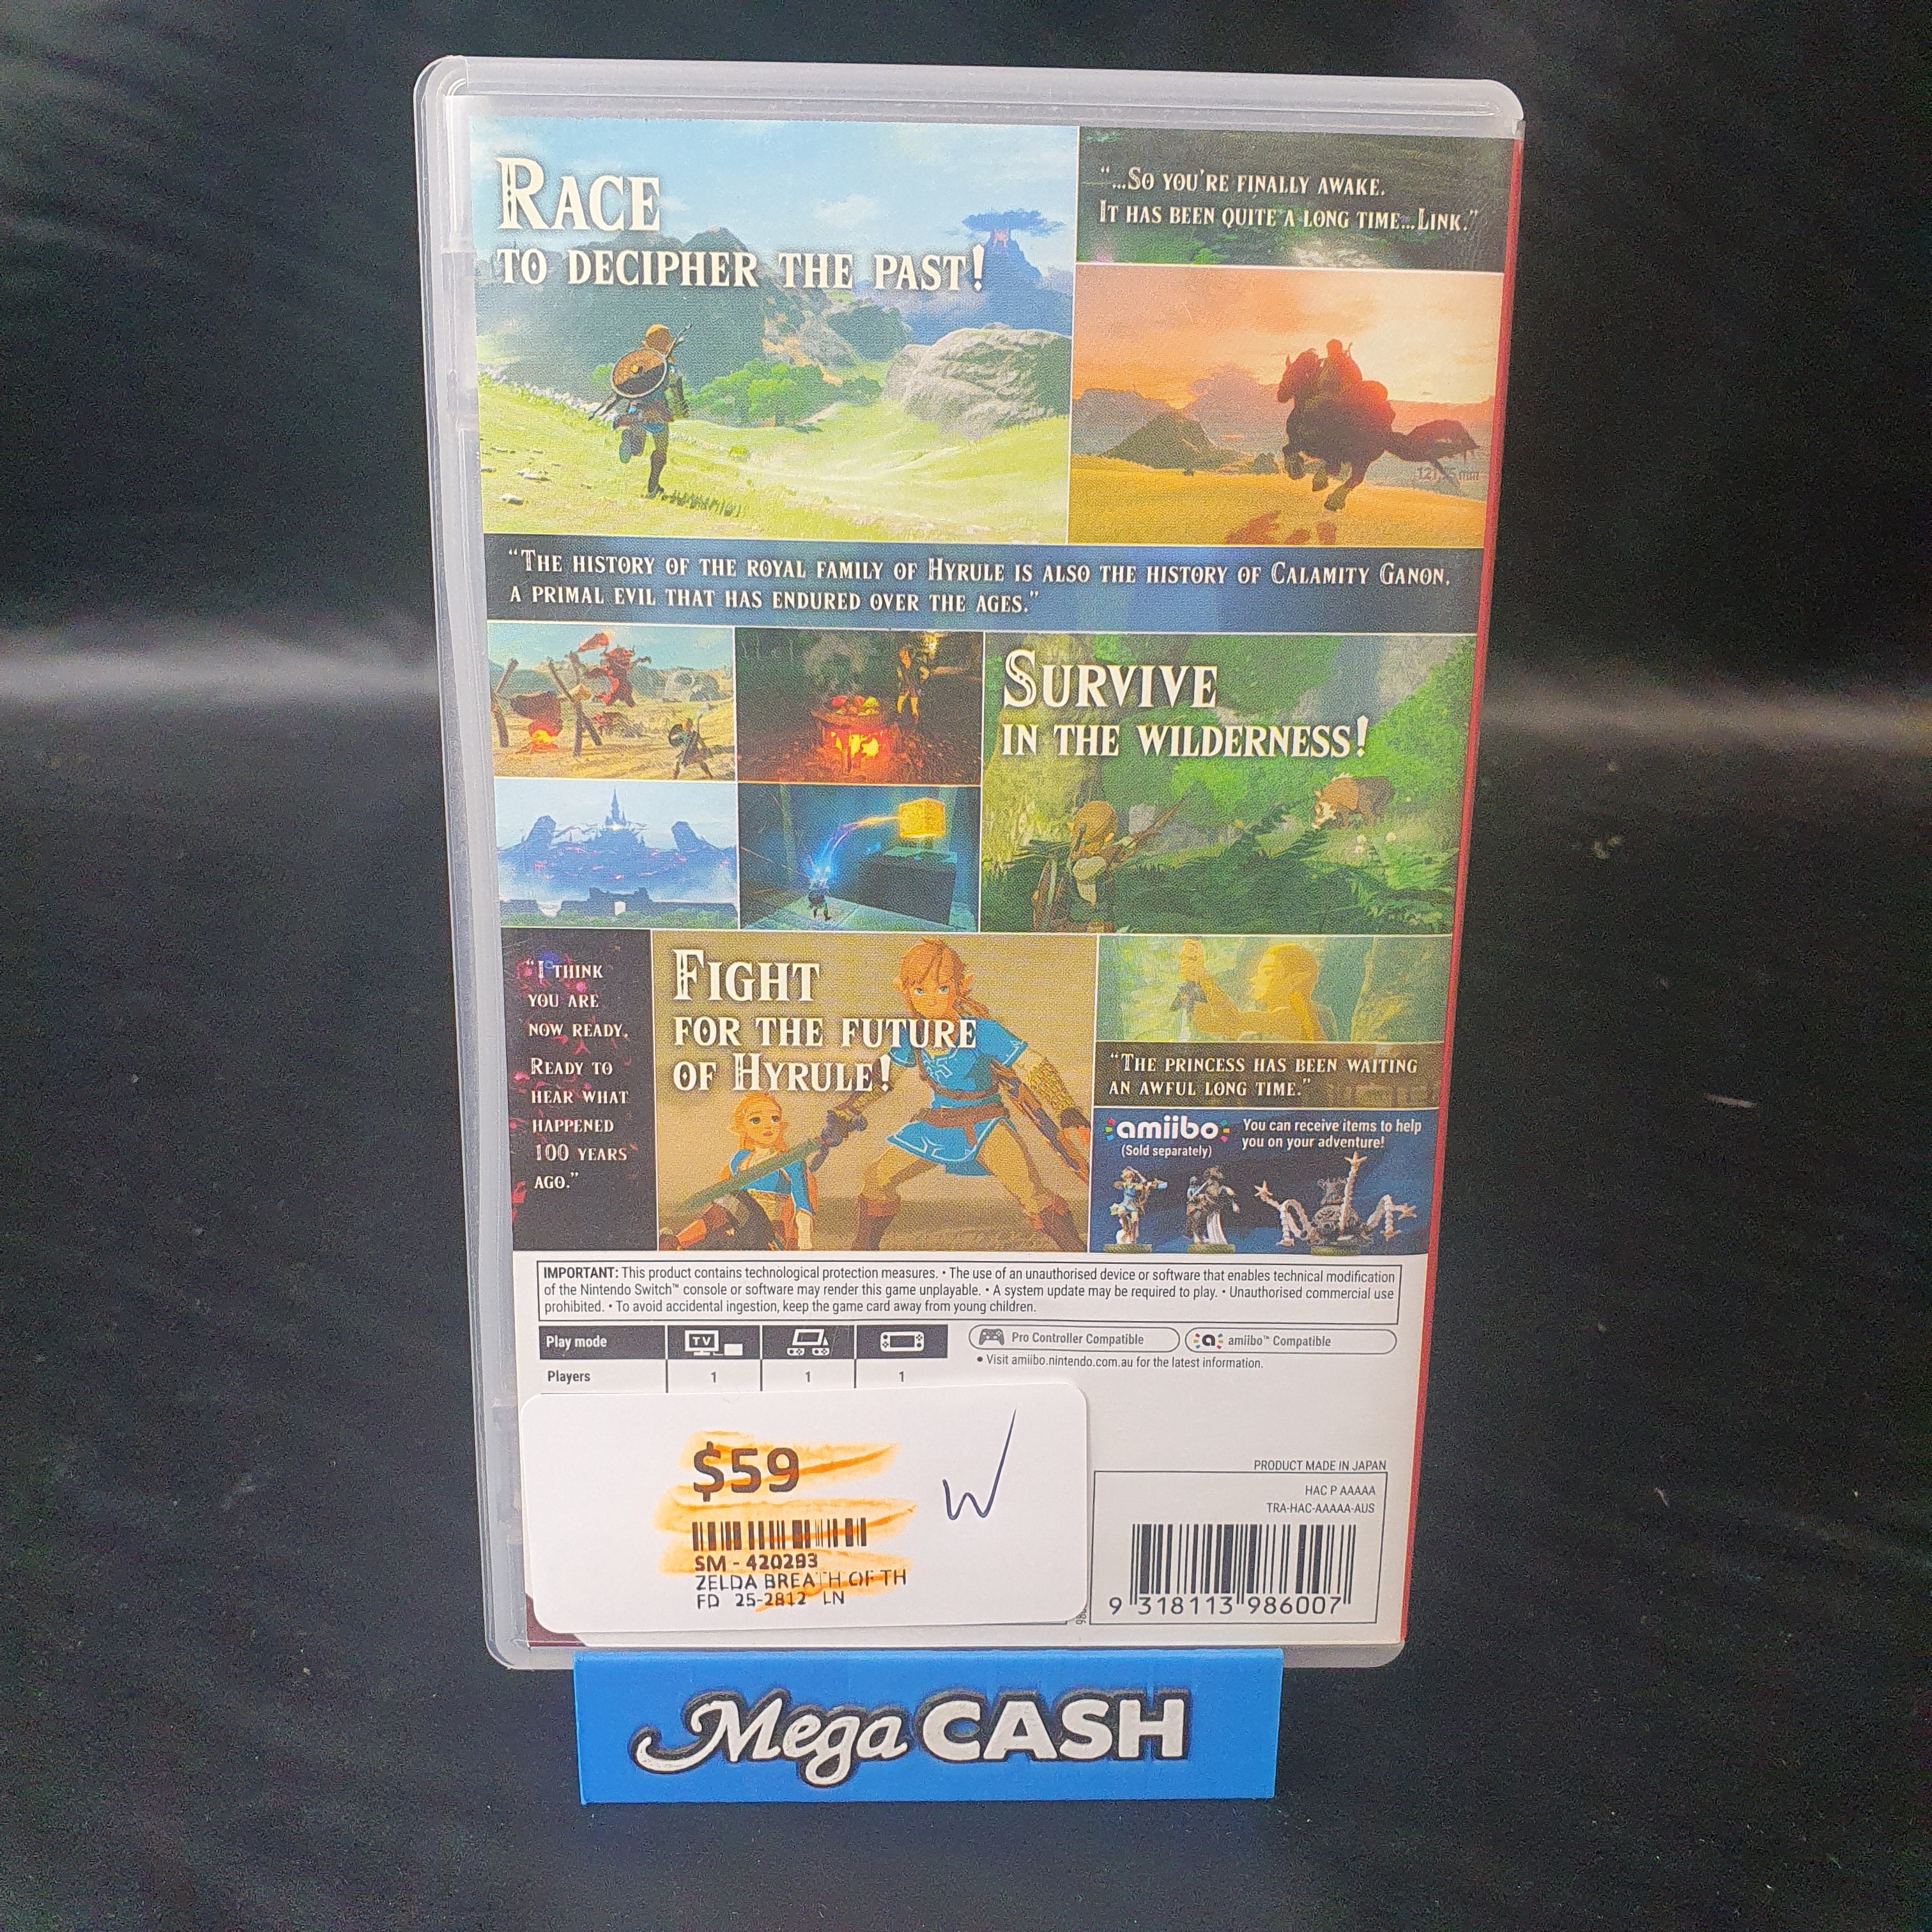 RACE
TO DECIPHER THE PAST!
"...SO YOU'RE FINALLY AWAKE.
IT HAS BEEN QUITE A LONG TIME...LINK."
"THE HISTORY OF THE ROYAL FAMILY OF HYRULE IS ALSO THE HISTORY OF CALAMITY GANON,
A PRIMAL EVIL THAT HAS ENDURED OVER THE AGES."
SURVIVE
IN THE WILDERNESS!
"I THINK
YOU ARE
NOW READY,
READY TO
HEAR WHAT
HAPPENED
100 YEARS
AGO."
FIGHT
FOR THE FUTURE
OF HYRULE!
"THE PRINCESS HAS BEEN WAITING
AN AWFUL LONG TIME."
amiibo
(Sold separately)
You can receive items to help
you on your adventure!
IMPORTANT: This product contains technological protection measures. • The use of an unauthorised device or software that enables technical modification
of the Nintendo Switch™ console or software may render this game unplayable. • A system update may be required to play. • Unauthorised commercial use
prohibited. • To avoid accidental ingestion, keep the game card away from young children.
Play mode
TV
Players 1 1 1
Pro Controller Compatible
amiibo™ Compatible
• Visit amiibo.nintendo.com.au for the latest information.
$59
W
SM - 420293
ZELDA BREATH OF TH
FD 25-2812 LN
PRODUCT MADE IN JAPAN
HAC P AAAAA
TRA-HAC-AAAAA-AUS
9 318113 986007
Mega CASH